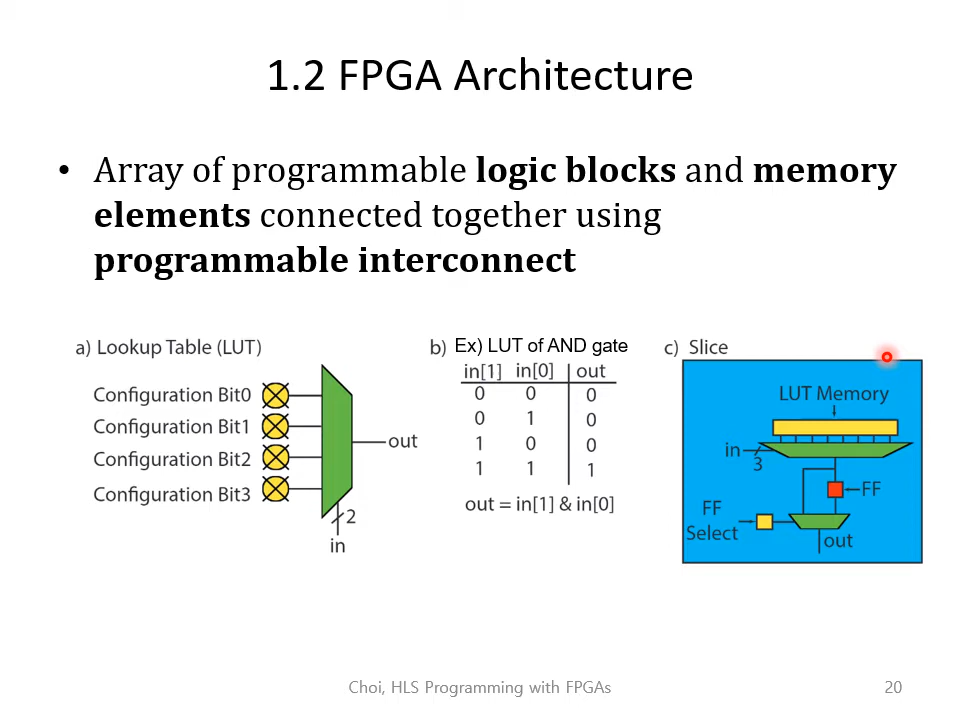 1.2 FPGA Architecture
• Array of programmable logic blocks and memory
elements connected together using
programmable interconnect
a) Lookup Table (LUT)
Configuration Bit0
Configuration Bit1
Configuration Bit2
Configuration Bit3
out
2
in
b) Ex) LUT of AND gate
in[1] in[0] out
0 0 0
0 1 0
1 0 0
1 1 1
out = in[1] & in[0]
c) Slice
LUT Memory
in
3
FF
FF
Select
out
Choi, HLS Programming with FPGAs
20